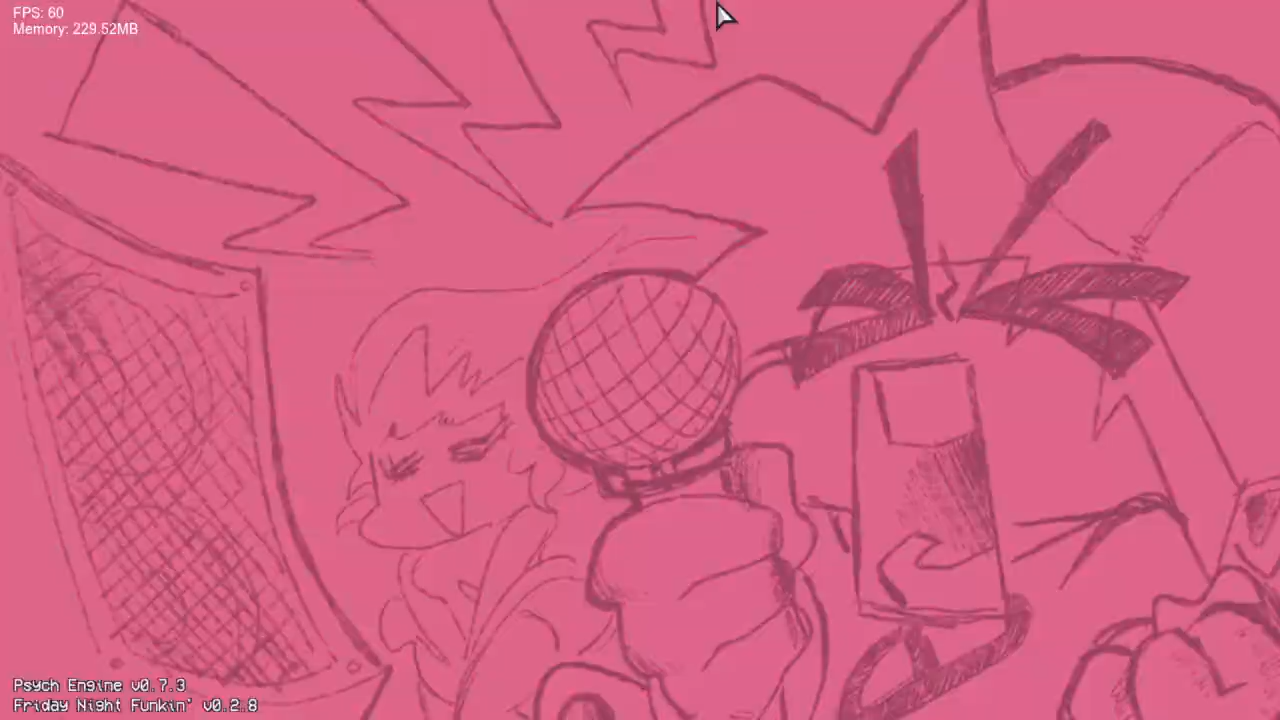 FPS: 60
Memory: 229.52MB
Psych Engine v0.7.3
Friday Night Funkin' v0.2.8